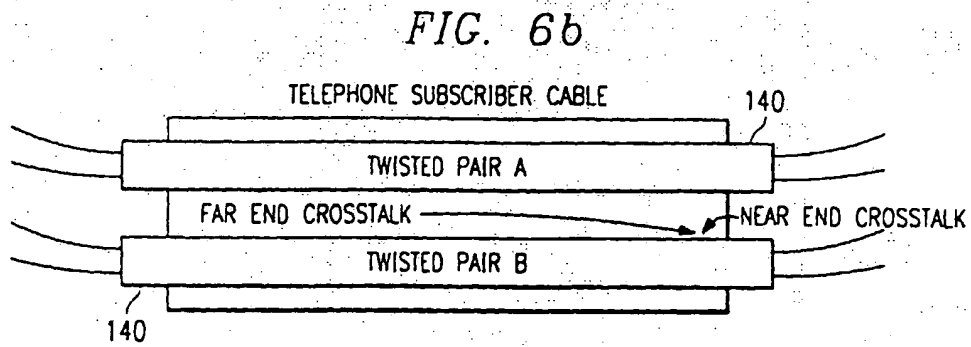 FIG. 6b
TELEPHONE SUBSCRIBER CABLE
140
TWISTED PAIR A
FAR END CROSSTALK
NEAR END CROSSTALK
TWISTED PAIR B
140